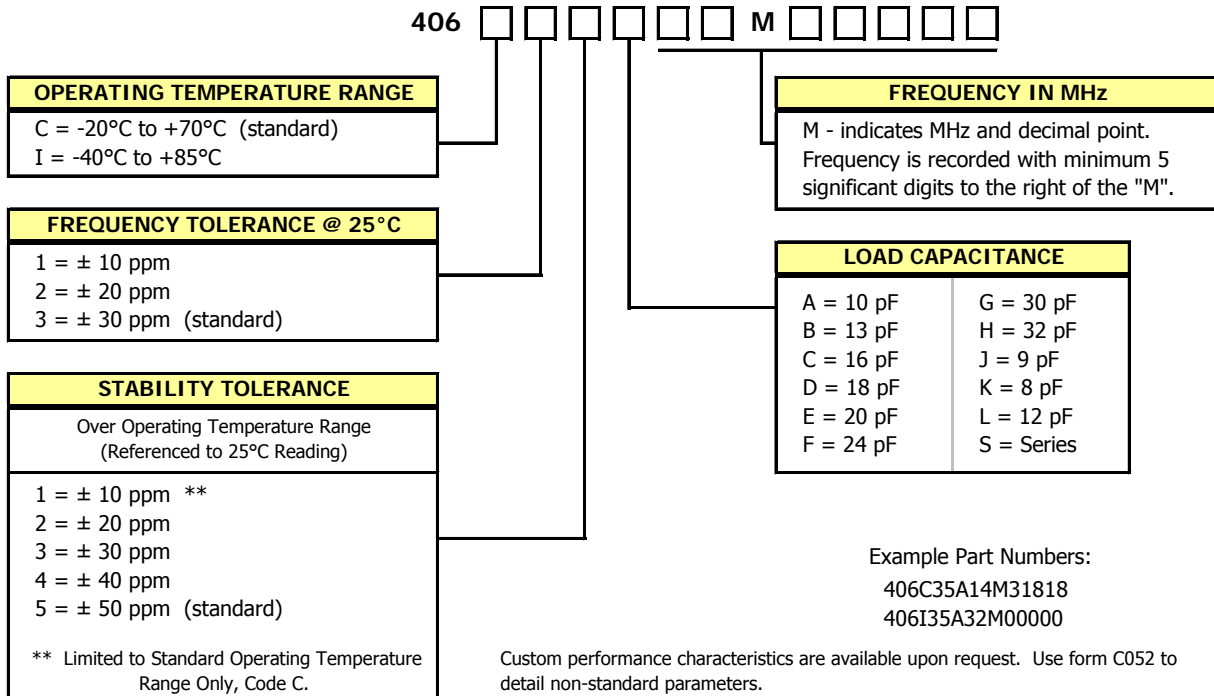 406 M
OPERATING TEMPERATURE RANGE
C = -20°C to +70°C (standard)
I = -40°C to +85°C
FREQUENCY TOLERANCE @ 25°C
1 = ± 10 ppm
2 = ± 20 ppm
3 = ± 30 ppm (standard)
STABILITY TOLERANCE
Over Operating Temperature Range
(Referenced to 25°C Reading)
1 = ± 10 ppm **
2 = ± 20 ppm
3 = ± 30 ppm
4 = ± 40 ppm
5 = ± 50 ppm (standard)
** Limited to Standard Operating Temperature
Range Only, Code C.
FREQUENCY IN MHz
M - indicates MHz and decimal point.
Frequency is recorded with minimum 5
significant digits to the right of the "M".
LOAD CAPACITANCE
A = 10 pF
B = 13 pF
C = 16 pF
D = 18 pF
E = 20 pF
F = 24 pF
G = 30 pF
H = 32 pF
J = 9 pF
K = 8 pF
L = 12 pF
S = Series
Example Part Numbers:
406C35A14M31818
406I35A32M00000
Custom performance characteristics are available upon request. Use form C052 to
detail non-standard parameters.